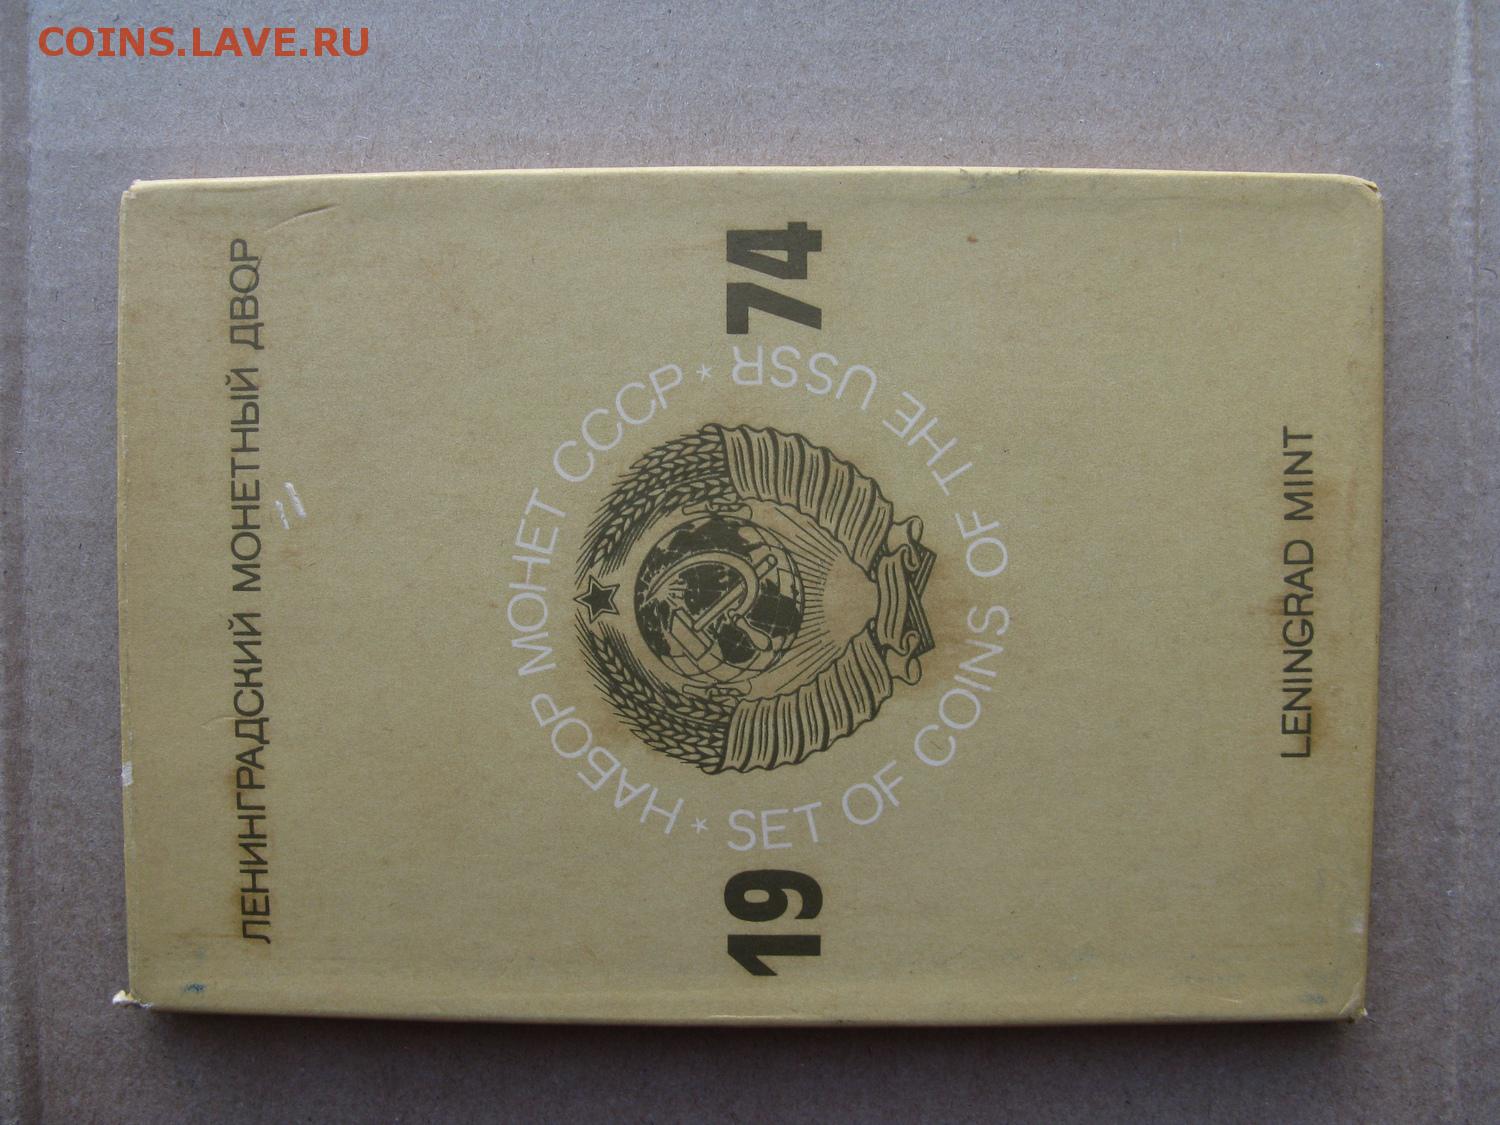 COINS.LAVE.RU
ЛЕНИНГРАДСКИЙ МОНЕТНЫЙ ДВОР
НАБОР МОНЕТ СССР *
19 74
* SET OF COINS OF THE USSR
LENINGRAD MINT